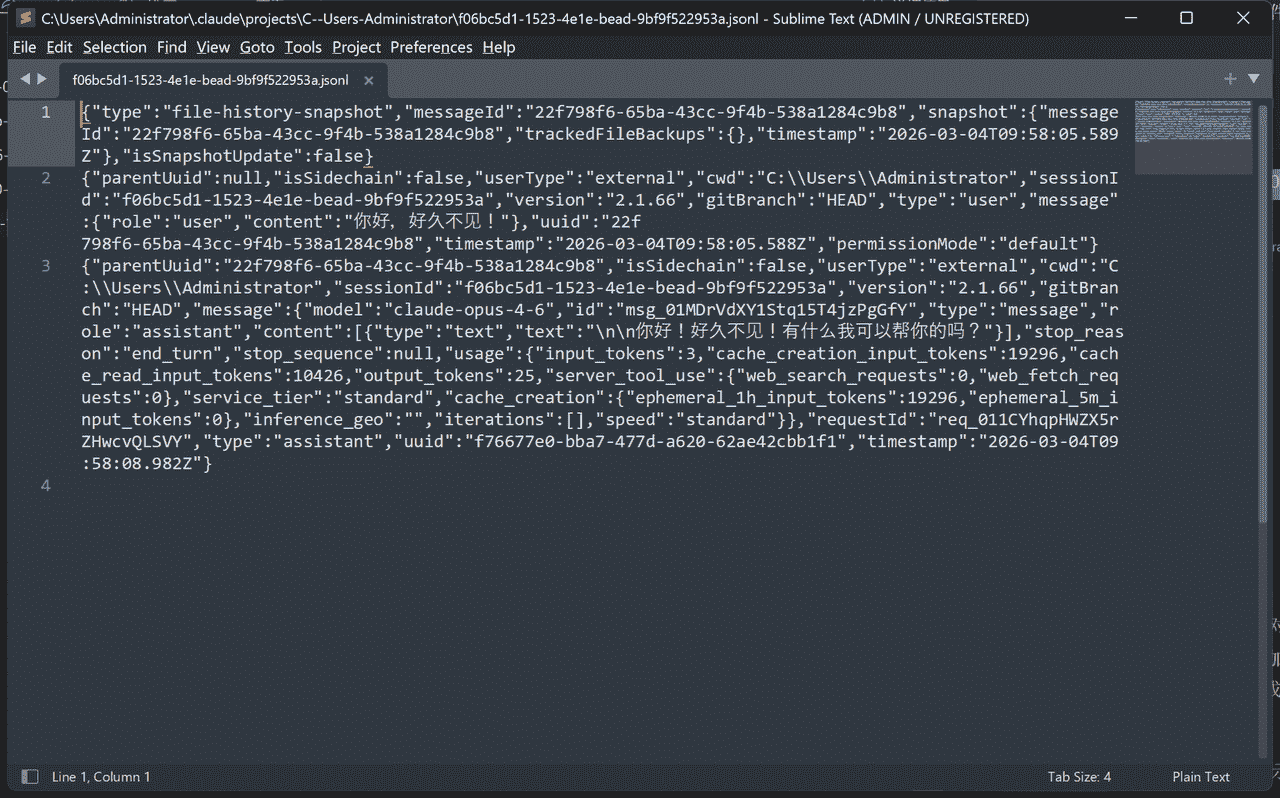 C:\Users\Administrator\.claude\projects\C--Users-Administrator\f06bc5d1-1523-4e1e-bead-9bf9f522953a.jsonl - Sublime Text (ADMIN / UNREGISTERED)
File Edit Selection Find View Goto Tools Project Preferences Help
f06bc5d1-1523-4e1e-bead-9bf9f522953a.jsonl
1 {"type":"file-history-snapshot","messageId":"22f798f6-65ba-43cc-9f4b-538a1284c9b8","snapshot":{"message
Id":"22f798f6-65ba-43cc-9f4b-538a1284c9b8","trackedFileBackups":{},"timestamp":"2026-03-04T09:58:05.589
Z"},"isSnapshotUpdate":false}
2 {"parentUuid":null,"isSidechain":false,"userType":"external","cwd":"C:\\Users\\Administrator","sessionI
d":"f06bc5d1-1523-4e1e-bead-9bf9f522953a","version":"2.1.66","gitBranch":"HEAD","type":"user","message"
:{"role":"user","content":"你好，好久不见！"},"uuid":"22f
798f6-65ba-43cc-9f4b-538a1284c9b8","timestamp":"2026-03-04T09:58:05.588Z","permissionMode":"default"}
3 {"parentUuid":"22f798f6-65ba-43cc-9f4b-538a1284c9b8","isSidechain":false,"userType":"external","cwd":"C
:\\Users\\Administrator","sessionId":"f06bc5d1-1523-4e1e-bead-9bf9f522953a","version":"2.1.66","gitBran
ch":"HEAD","message":{"model":"claude-opus-4-6","id":"msg_01MDrVdXY1Stq15T4jzPgGfY","type":"message","r
ole":"assistant","content":[{"type":"text","text":"\n\n你好！好久不见！有什么我可以帮你的吗？"}],"stop_reas
on":"end_turn","stop_sequence":null,"usage":{"input_tokens":3,"cache_creation_input_tokens":19296,"cach
e_read_input_tokens":10426,"output_tokens":25,"server_tool_use":{"web_search_requests":0,"web_fetch_req
uests":0},"service_tier":"standard","cache_creation":{"ephemeral_1h_input_tokens":19296,"ephemeral_5m_i
nput_tokens":0},"inference_geo":"","iterations":[],"speed":"standard"}},"requestId":"req_011CYhqpHWZX5r
ZHwcvQLSVY","type":"assistant","uuid":"f76677e0-bba7-477d-a620-62ae42cbb1f1","timestamp":"2026-03-04T09
:58:08.982Z"}
4
Line 1, Column 1
Tab Size: 4
Plain Text